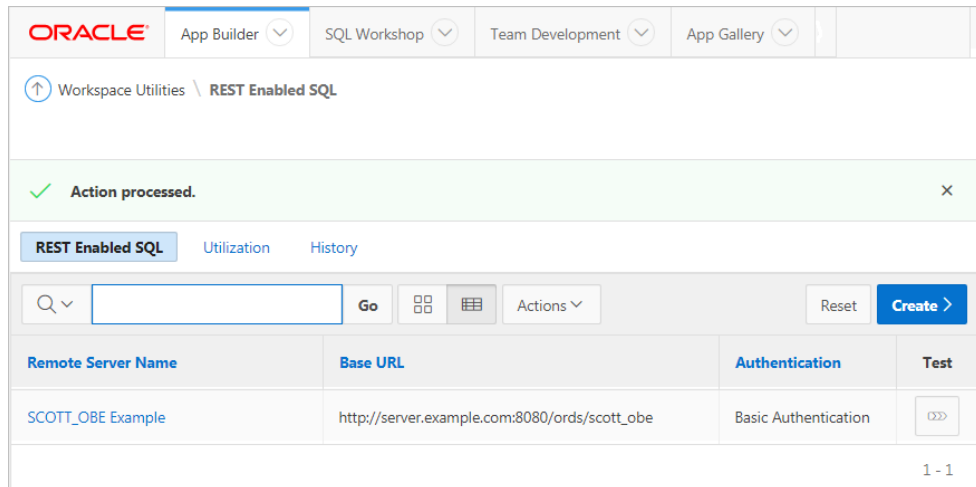 ORACLE® App Builder SQL Workshop Team Development App Gallery
Workspace Utilities \ REST Enabled SQL
Action processed.
REST Enabled SQL Utilization History
Go Actions Reset Create >
Remote Server Name Base URL Authentication Test
SCOTT_OBE Example http://server.example.com:8080/ords/scott_obe Basic Authentication
1 - 1